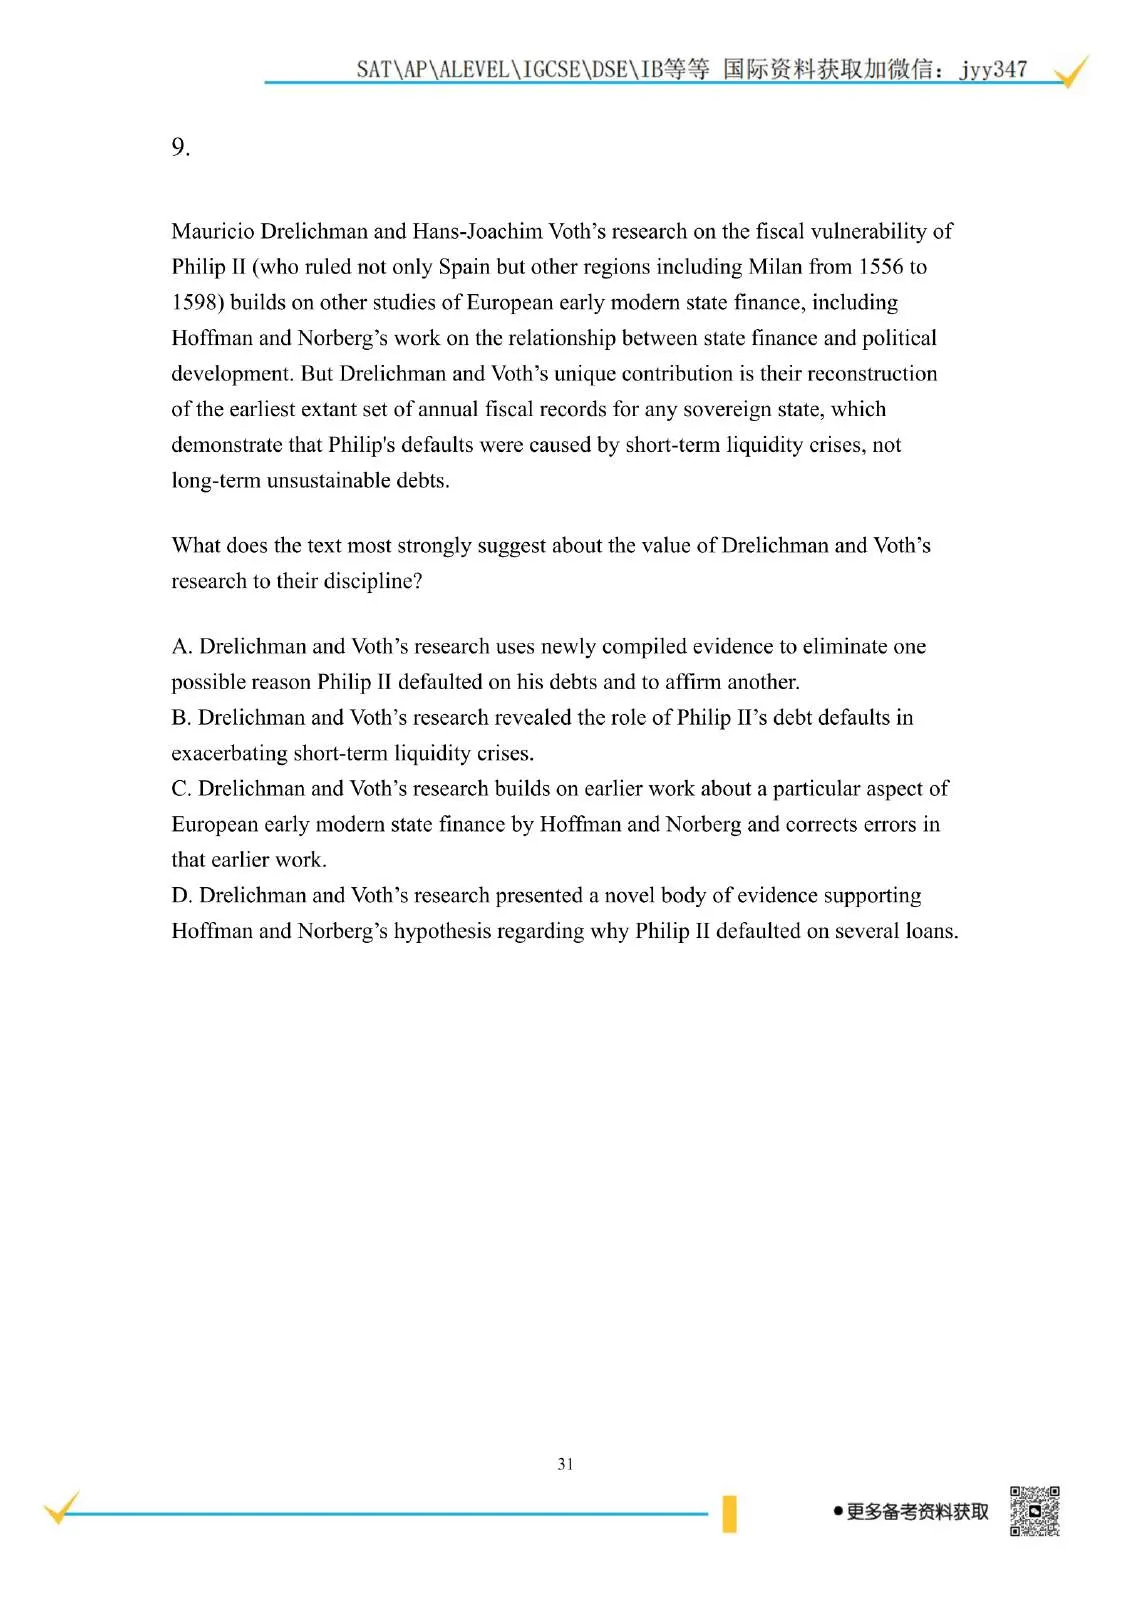 SAT\AP\ALEVEL\IGCSE\DSE\IB等等 国际资料获取加微信：jyy347
9.
Mauricio Drelichman and Hans-Joachim Voth’s research on the fiscal vulnerability of
Philip II (who ruled not only Spain but other regions including Milan from 1556 to
1598) builds on other studies of European early modern state finance, including
Hoffman and Norberg’s work on the relationship between state finance and political
development. But Drelichman and Voth’s unique contribution is their reconstruction
of the earliest extant set of annual fiscal records for any sovereign state, which
demonstrate that Philip's defaults were caused by short-term liquidity crises, not
long-term unsustainable debts.
What does the text most strongly suggest about the value of Drelichman and Voth’s
research to their discipline?
A. Drelichman and Voth’s research uses newly compiled evidence to eliminate one
possible reason Philip II defaulted on his debts and to affirm another.
B. Drelichman and Voth’s research revealed the role of Philip II’s debt defaults in
exacerbating short-term liquidity crises.
C. Drelichman and Voth’s research builds on earlier work about a particular aspect of
European early modern state finance by Hoffman and Norberg and corrects errors in
that earlier work.
D. Drelichman and Voth’s research presented a novel body of evidence supporting
Hoffman and Norberg’s hypothesis regarding why Philip II defaulted on several loans.
31
●更多备考资料获取